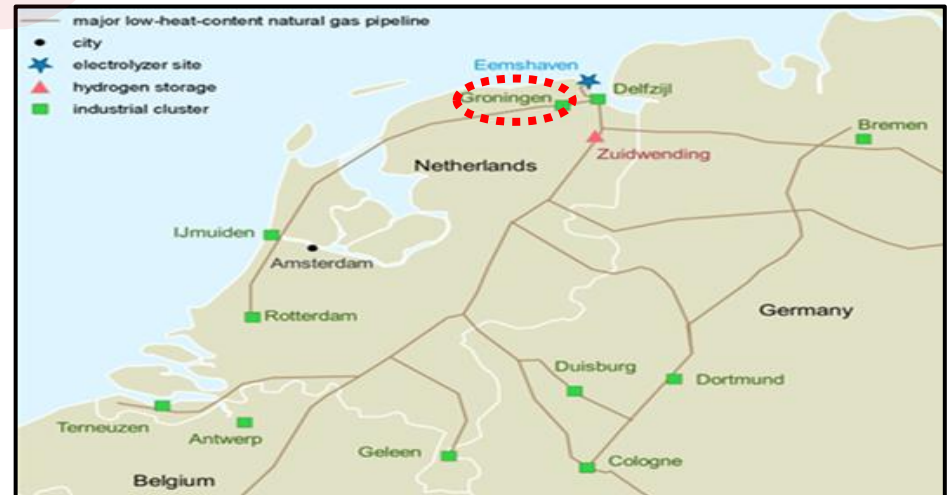 major low-heat-content natural gas pipeline
city
electrolyzer site
hydrogen storage
industrial cluster
Eemshaven
Groningen
Delfzijl
Bremen
Zuidwending
Netherlands
IJmuiden
Amsterdam
Rotterdam
Germany
Duisburg
Dortmund
Terneuzen
Antwerp
Geleen
Cologne
Belgium